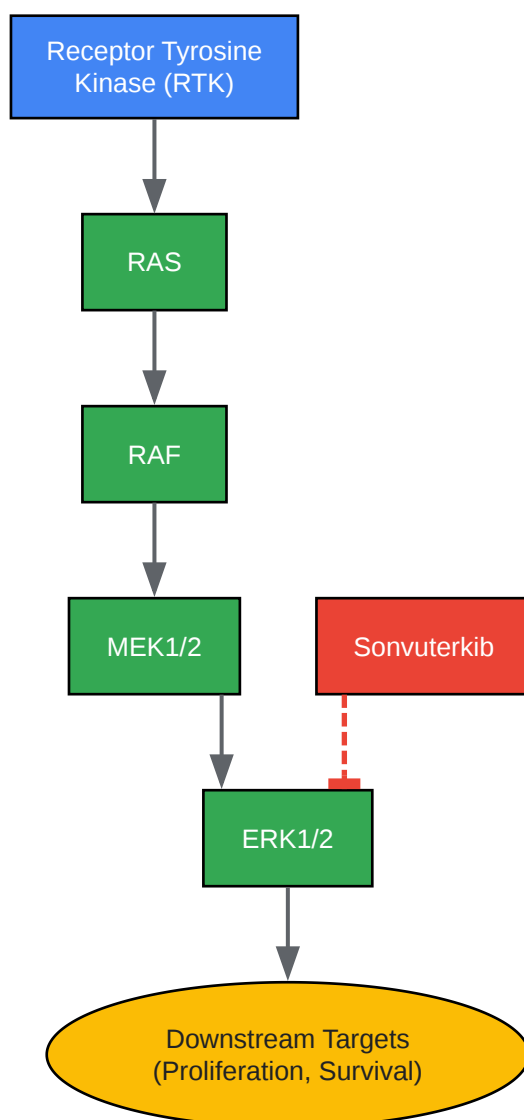 Receptor Tyrosine
Kinase (RTK)
RAS
RAF
MEK1/2
Sonvuterkib
ERK1/2
Downstream Targets
(Proliferation, Survival)